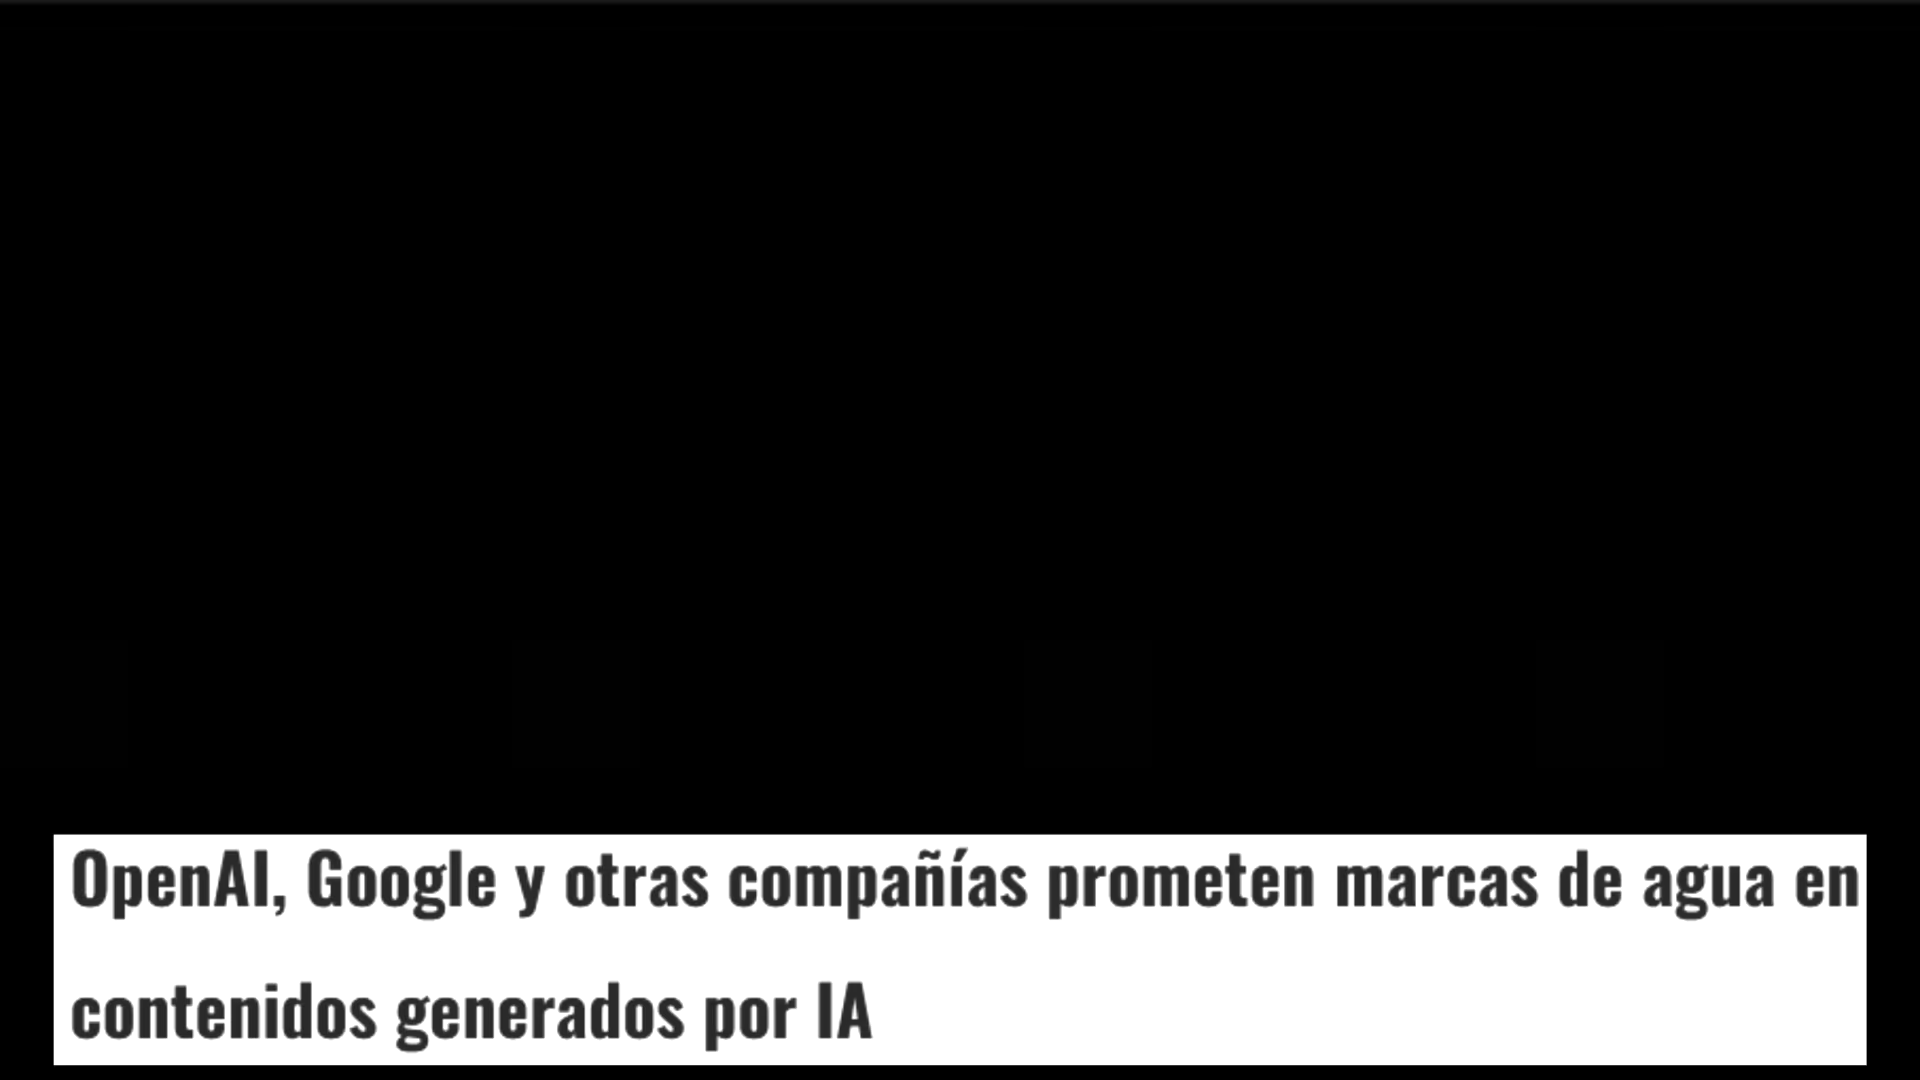 OpenAI, Google y otras compañías prometen marcas de agua en
contenidos generados por IA